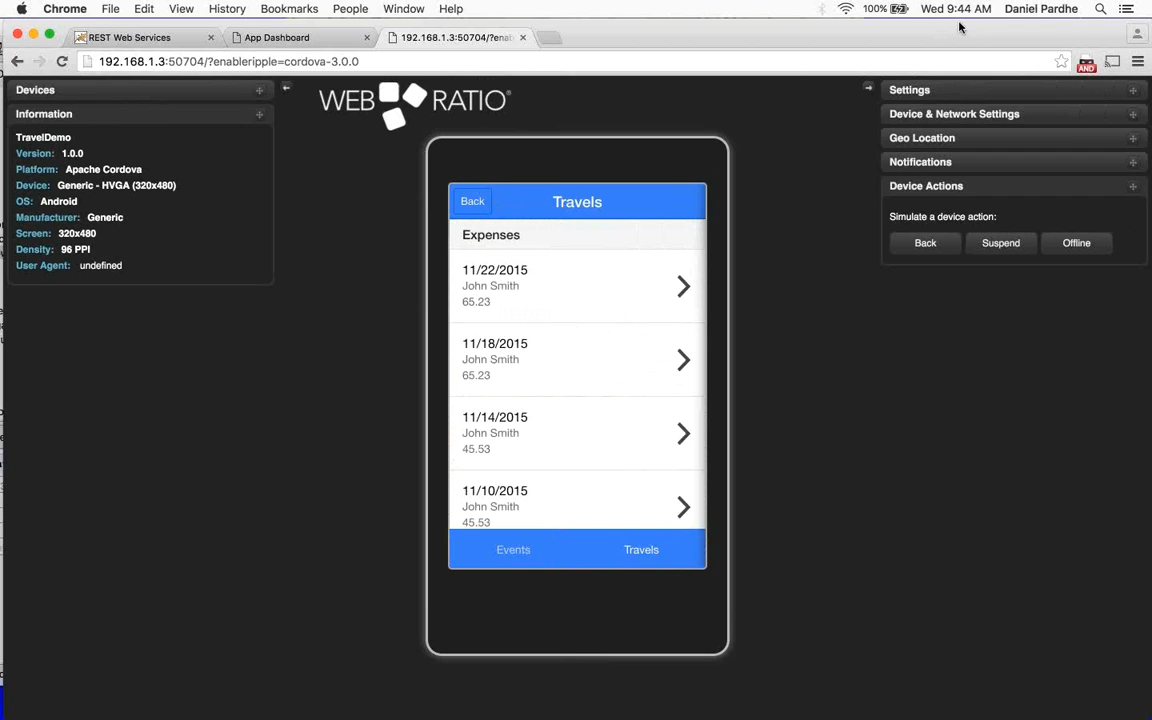 Chrome File Edit View History Bookmarks People Window Help 100% Wed 9:44 AM Daniel Pardhe
REST Web Services App Dashboard 192.168.1.3:50704/?enab
192.168.1.3:50704/?enableripple=cordova-3.0.0
AND
Devices
Information
TravelDemo
Version: 1.0.0
Platform: Apache Cordova
Device: Generic - HVGA (320x480)
OS: Android
Manufacturer: Generic
Screen: 320x480
Density: 96 PPI
User Agent: undefined
WEB RATIO®
Back Travels
Expenses
11/22/2015
John Smith
65.23
11/18/2015
John Smith
65.23
11/14/2015
John Smith
45.53
11/10/2015
John Smith
45.53
Events Travels
Settings
Device & Network Settings
Geo Location
Notifications
Device Actions
Simulate a device action:
Back Suspend Offline